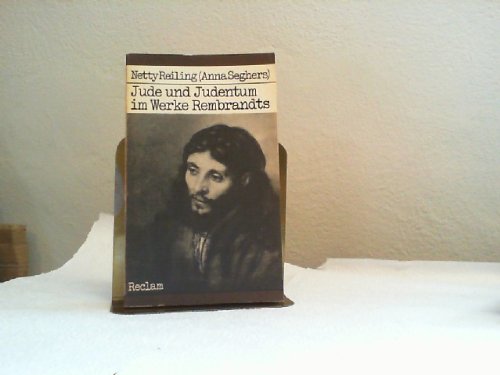 Netty Reiling (Anna Seghers)
Jude und Judentum
im Werke Rembrandts
Reclam